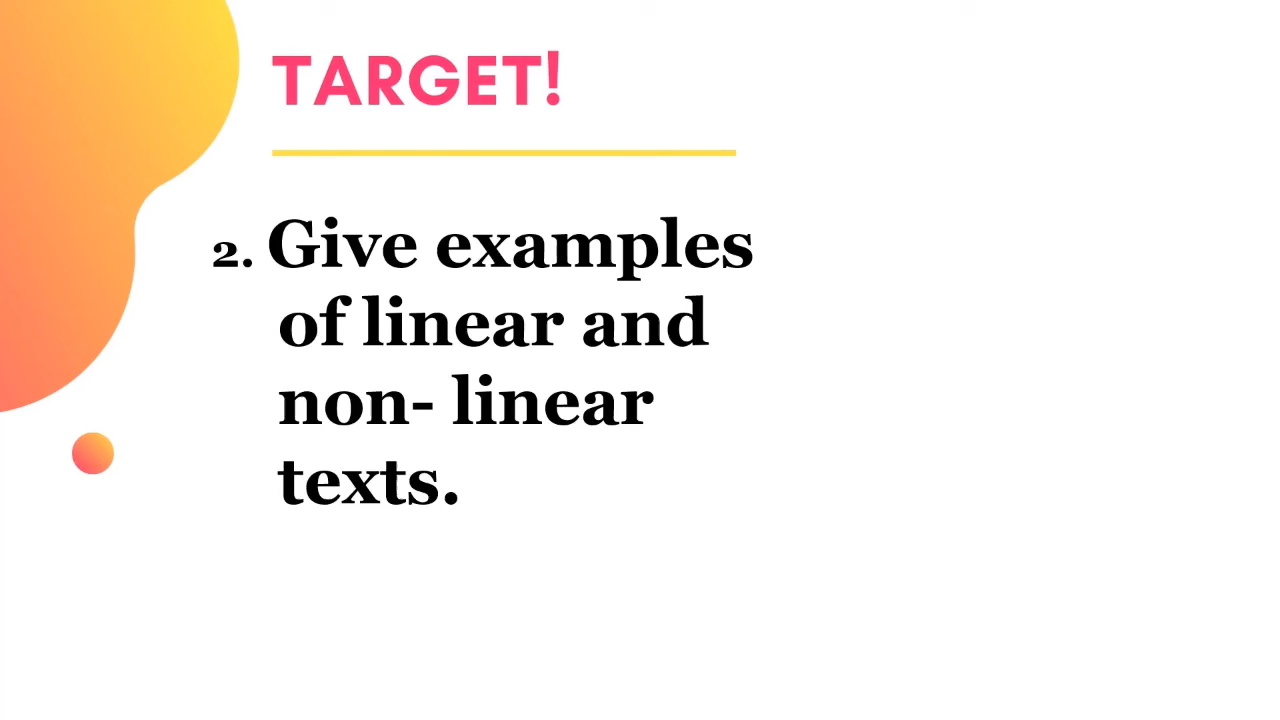 TARGET!
2. Give examples
of linear and
non- linear
texts.